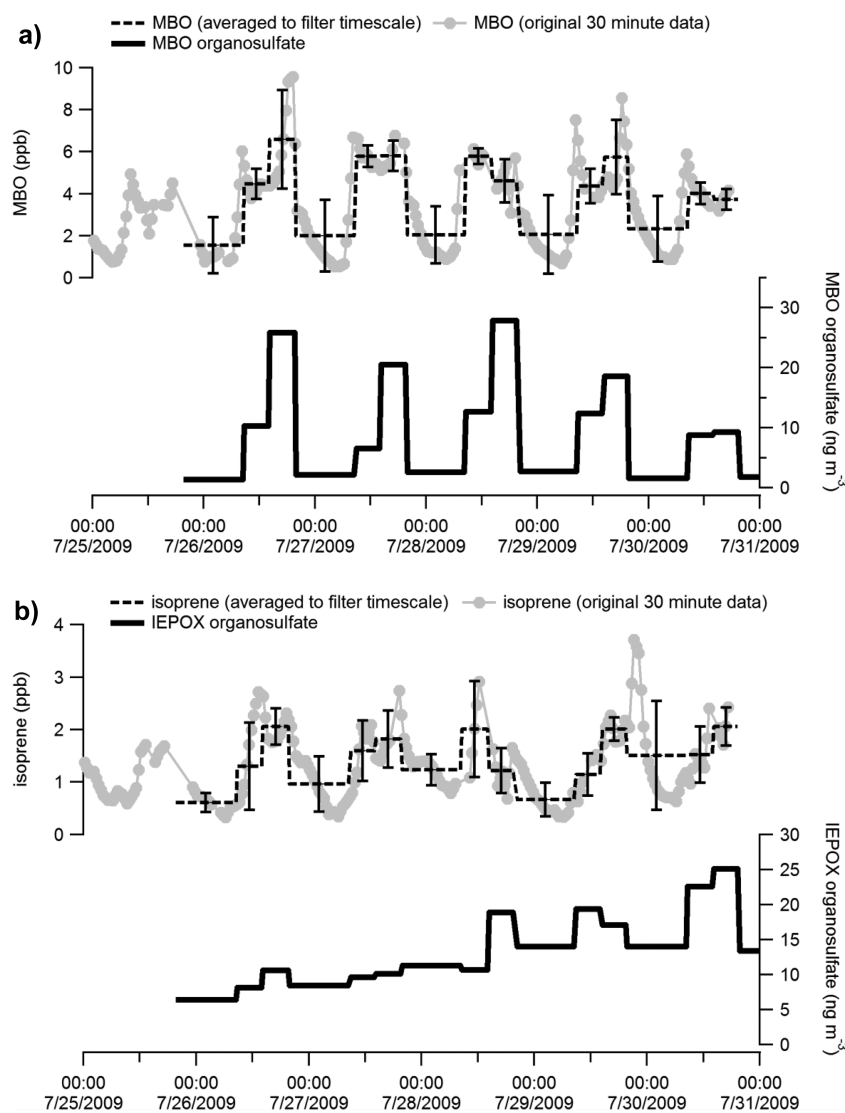 a)
MBO (averaged to filter timescale) MBO (original 30 minute data)
MBO organosulfate
10
8
6
4
2
0
MBO (ppb)
30
20
10
0
MBO organosulfate (ng m-3)
00:00 00:00 00:00 00:00 00:00 00:00 00:00
7/25/2009 7/26/2009 7/27/2009 7/28/2009 7/29/2009 7/30/2009 7/31/2009
b)
isoprene (averaged to filter timescale) isoprene (original 30 minute data)
IEPOX organosulfate
4
3
2
1
0
isoprene (ppb)
30
25
20
15
10
5
0
IEPOX organosulfate (ng m-3)
00:00 00:00 00:00 00:00 00:00 00:00 00:00
7/25/2009 7/26/2009 7/27/2009 7/28/2009 7/29/2009 7/30/2009 7/31/2009